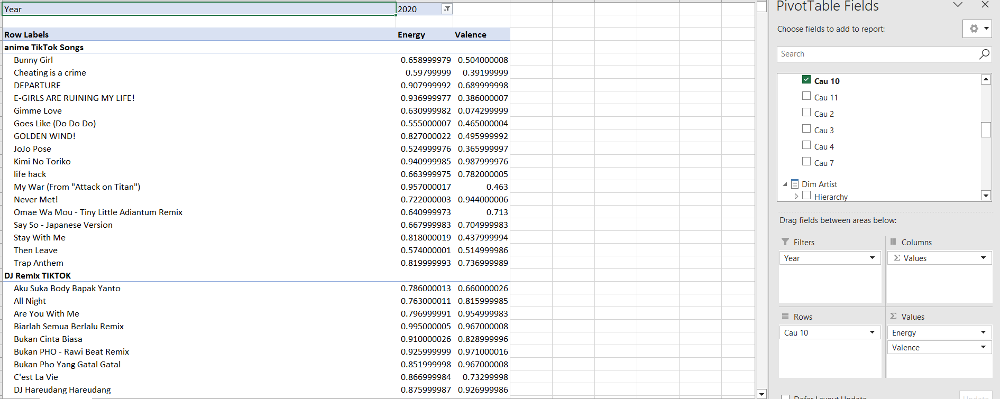 Year 2020
Row Labels Energy Valence
anime TikTok Songs
Bunny Girl 0.658999979 0.504000008
Cheating is a crime 0.59799999 0.39199999
DEPARTURE 0.907999992 0.689999998
E-GIRLS ARE RUINING MY LIFE! 0.936999977 0.386000007
Gimme Love 0.630999982 0.074299999
Goes Like (Do Do Do) 0.555000007 0.465000004
GOLDEN WIND! 0.827000022 0.495999992
JoJo Pose 0.524999976 0.365999997
Kimi No Toriko 0.940999985 0.987999976
life hack 0.663999975 0.782000005
My War (From "Attack on Titan") 0.957000017 0.463
Never Met! 0.722000003 0.944000006
Omae Wa Mou - Tiny Little Adiantum Remix 0.640999973 0.713
Say So - Japanese Version 0.667999983 0.704999983
Stay With Me 0.818000019 0.437999994
Then Leave 0.574000001 0.514999986
Trap Anthem 0.819999993 0.736999989
DJ Remix TIKTOK
Aku Suka Body Bapak Yanto 0.786000013 0.660000026
All Night 0.763000011 0.815999985
Are You With Me 0.796999991 0.954999983
Biarlah Semua Berlalu Remix 0.995000005 0.967000008
Bukan Cinta Biasa 0.910000026 0.828999996
Bukan PHO - Rawi Beat Remix 0.925999999 0.971000016
Bukan Pho Yang Gatal Gatal 0.851999998 0.967000008
C'est La Vie 0.866999984 0.73299998
DJ Hareudang Hareudang 0.875999987 0.926999986
PivotTable Fields
Choose fields to add to report:
Search
Cau 10
Cau 11
Cau 2
Cau 3
Cau 4
Cau 7
Dim Artist
Hierarchy
Drag fields between areas below:
Filters
Year
Columns
Σ Values
Rows
Cau 10
Σ Values
Energy
Valence
Defer Layout Update
Update